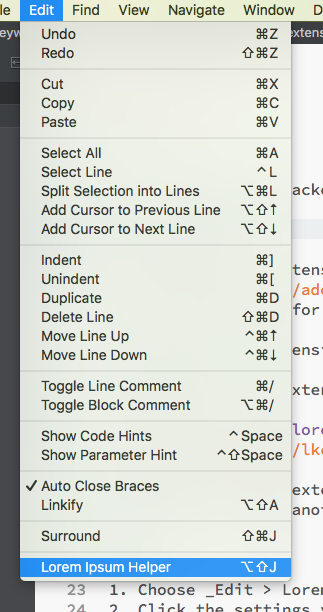 le Edit Find View Navigate Window D
eyw extens
Undo ⌘Z
Redo ⇧⌘Z
Cut ⌘X
Copy ⌘C
Paste ⌘V
Select All ⌘A
acke
Select Line ^L
Split Selection into Lines ⌥⌘L
Add Cursor to Previous Line ⌥⇧↑
Add Cursor to Next Line ⌥⇧↓
Indent ⌘]
tens
Unindent ⌘[
/ade
Duplicate ⌘D
for
Delete Line ⇧⌘D
Move Line Up ^⌘↑
Move Line Down ^⌘↓
enst
Toggle Line Comment ⌘/
exten
Toggle Block Comment ⌥⌘/
Show Code Hints ^Space
lore
Show Parameter Hint ^⇧Space
/lke
✓ Auto Close Braces
exte
Linkify ⌥⇧A
anot
Surround ⇧⌘J
Lorem Ipsum Helper ⌥⇧J
23 1. Choose _Edit > Loren
24 2. Click the settings y